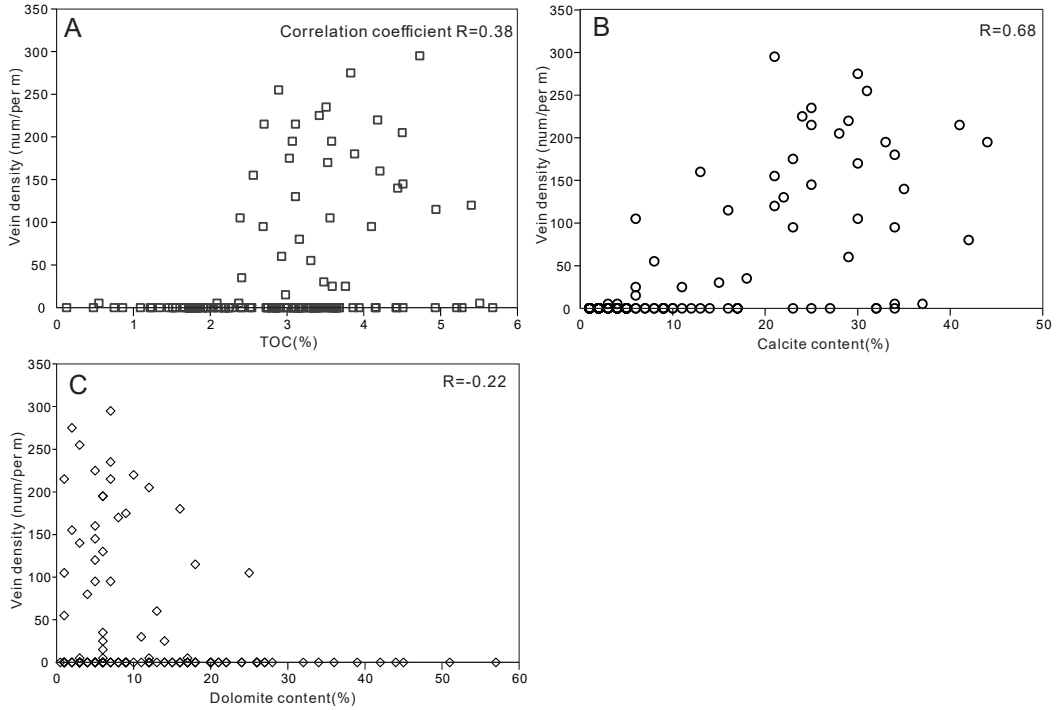 A
Correlation coefficient R=0.38
Vein density (num/per m)
350
300
250
200
150
100
50
0
0 1 2 3 4 5 6
TOC(%)
B
R=0.68
Vein density (num/per m)
350
300
250
200
150
100
50
0
0 10 20 30 40 50
Calcite content(%)
C
R=-0.22
Vein density (num/per m)
350
300
250
200
150
100
50
0
0 10 20 30 40 50 60
Dolomite content(%)